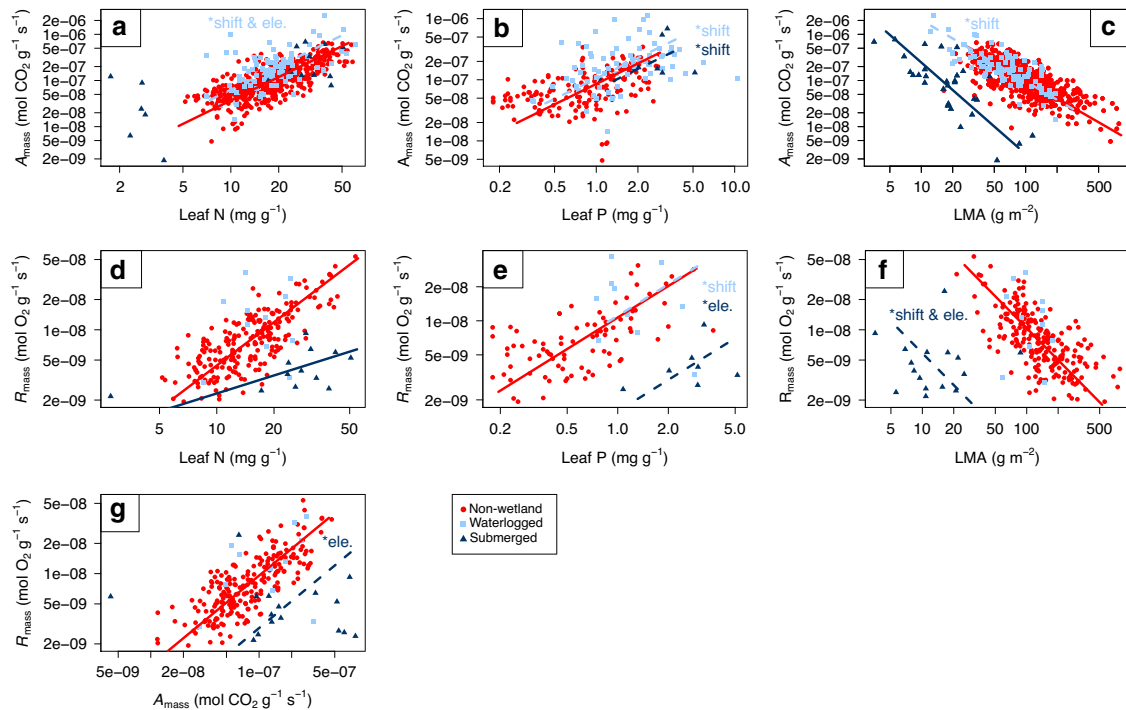 a
*shift & ele.
A_mass (mol CO₂ g⁻¹ s⁻¹)
2e−06
1e−06
5e−07
2e−07
1e−07
5e−08
2e−08
1e−08
5e−09
2e−09
2
5
10
20
50
Leaf N (mg g⁻¹)
b
*shift
*shift
A_mass (mol CO₂ g⁻¹ s⁻¹)
1e−06
5e−07
2e−07
1e−07
5e−08
2e−08
1e−08
5e−09
0.2
0.5
1.0
2.0
5.0
10.0
Leaf P (mg g⁻¹)
c
*shift
A_mass (mol CO₂ g⁻¹ s⁻¹)
2e−06
1e−06
5e−07
2e−07
1e−07
5e−08
2e−08
1e−08
5e−09
2e−09
5
10
20
50
100
500
LMA (g m⁻²)
d
R_mass (mol O₂ g⁻¹ s⁻¹)
5e−08
2e−08
1e−08
5e−09
2e−09
5
10
20
50
Leaf N (mg g⁻¹)
e
*shift
*ele.
R_mass (mol O₂ g⁻¹ s⁻¹)
5e−08
2e−08
1e−08
5e−09
2e−09
0.2
0.5
1.0
2.0
5.0
Leaf P (mg g⁻¹)
f
*shift & ele.
R_mass (mol O₂ g⁻¹ s⁻¹)
5e−08
2e−08
1e−08
5e−09
2e−09
5
10
20
50
100
500
LMA (g m⁻²)
g
*ele.
R_mass (mol O₂ g⁻¹ s⁻¹)
5e−08
2e−08
1e−08
5e−09
2e−09
5e−09
2e−08
1e−07
5e−07
A_mass (mol CO₂ g⁻¹ s⁻¹)
Non−wetland
Waterlogged
Submerged